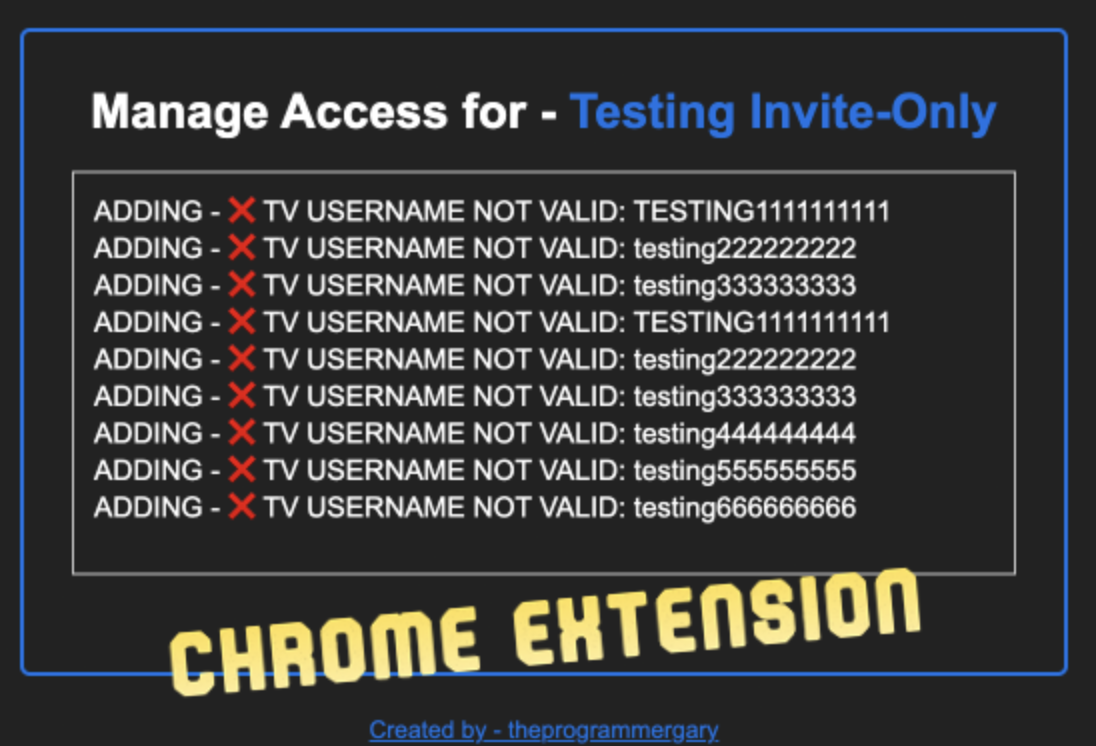 Manage Access for - Testing Invite-Only
ADDING - ❌ TV USERNAME NOT VALID: TESTING1111111111
ADDING - ❌ TV USERNAME NOT VALID: testing222222222
ADDING - ❌ TV USERNAME NOT VALID: testing333333333
ADDING - ❌ TV USERNAME NOT VALID: TESTING1111111111
ADDING - ❌ TV USERNAME NOT VALID: testing222222222
ADDING - ❌ TV USERNAME NOT VALID: testing333333333
ADDING - ❌ TV USERNAME NOT VALID: testing444444444
ADDING - ❌ TV USERNAME NOT VALID: testing555555555
ADDING - ❌ TV USERNAME NOT VALID: testing666666666
CHROME EXTENSION
Created by - theprogrammergary